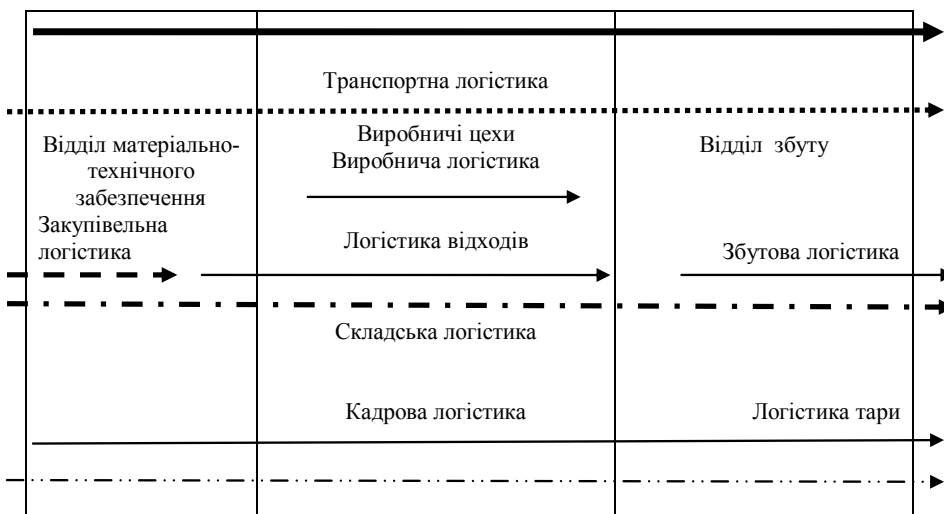 Транспортна логістика
Відділ матеріально-
технічного
забезпечення
Закупівельна
логістика
Виробничі цехи
Виробнича логістика
Логістика відходів
Відділ збуту
Збутова логістика
Складська логістика
Кадрова логістика
Логістика тари